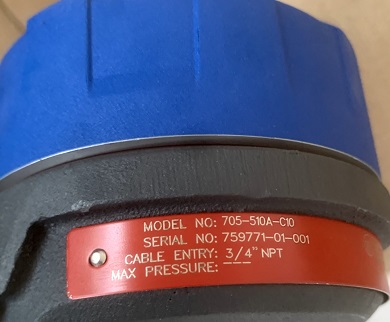 MODEL NO: 705-510A-C10
SERIAL NO: 759771-01-001
CABLE ENTRY: 3/4" NPT
MAX PRESSURE: ---